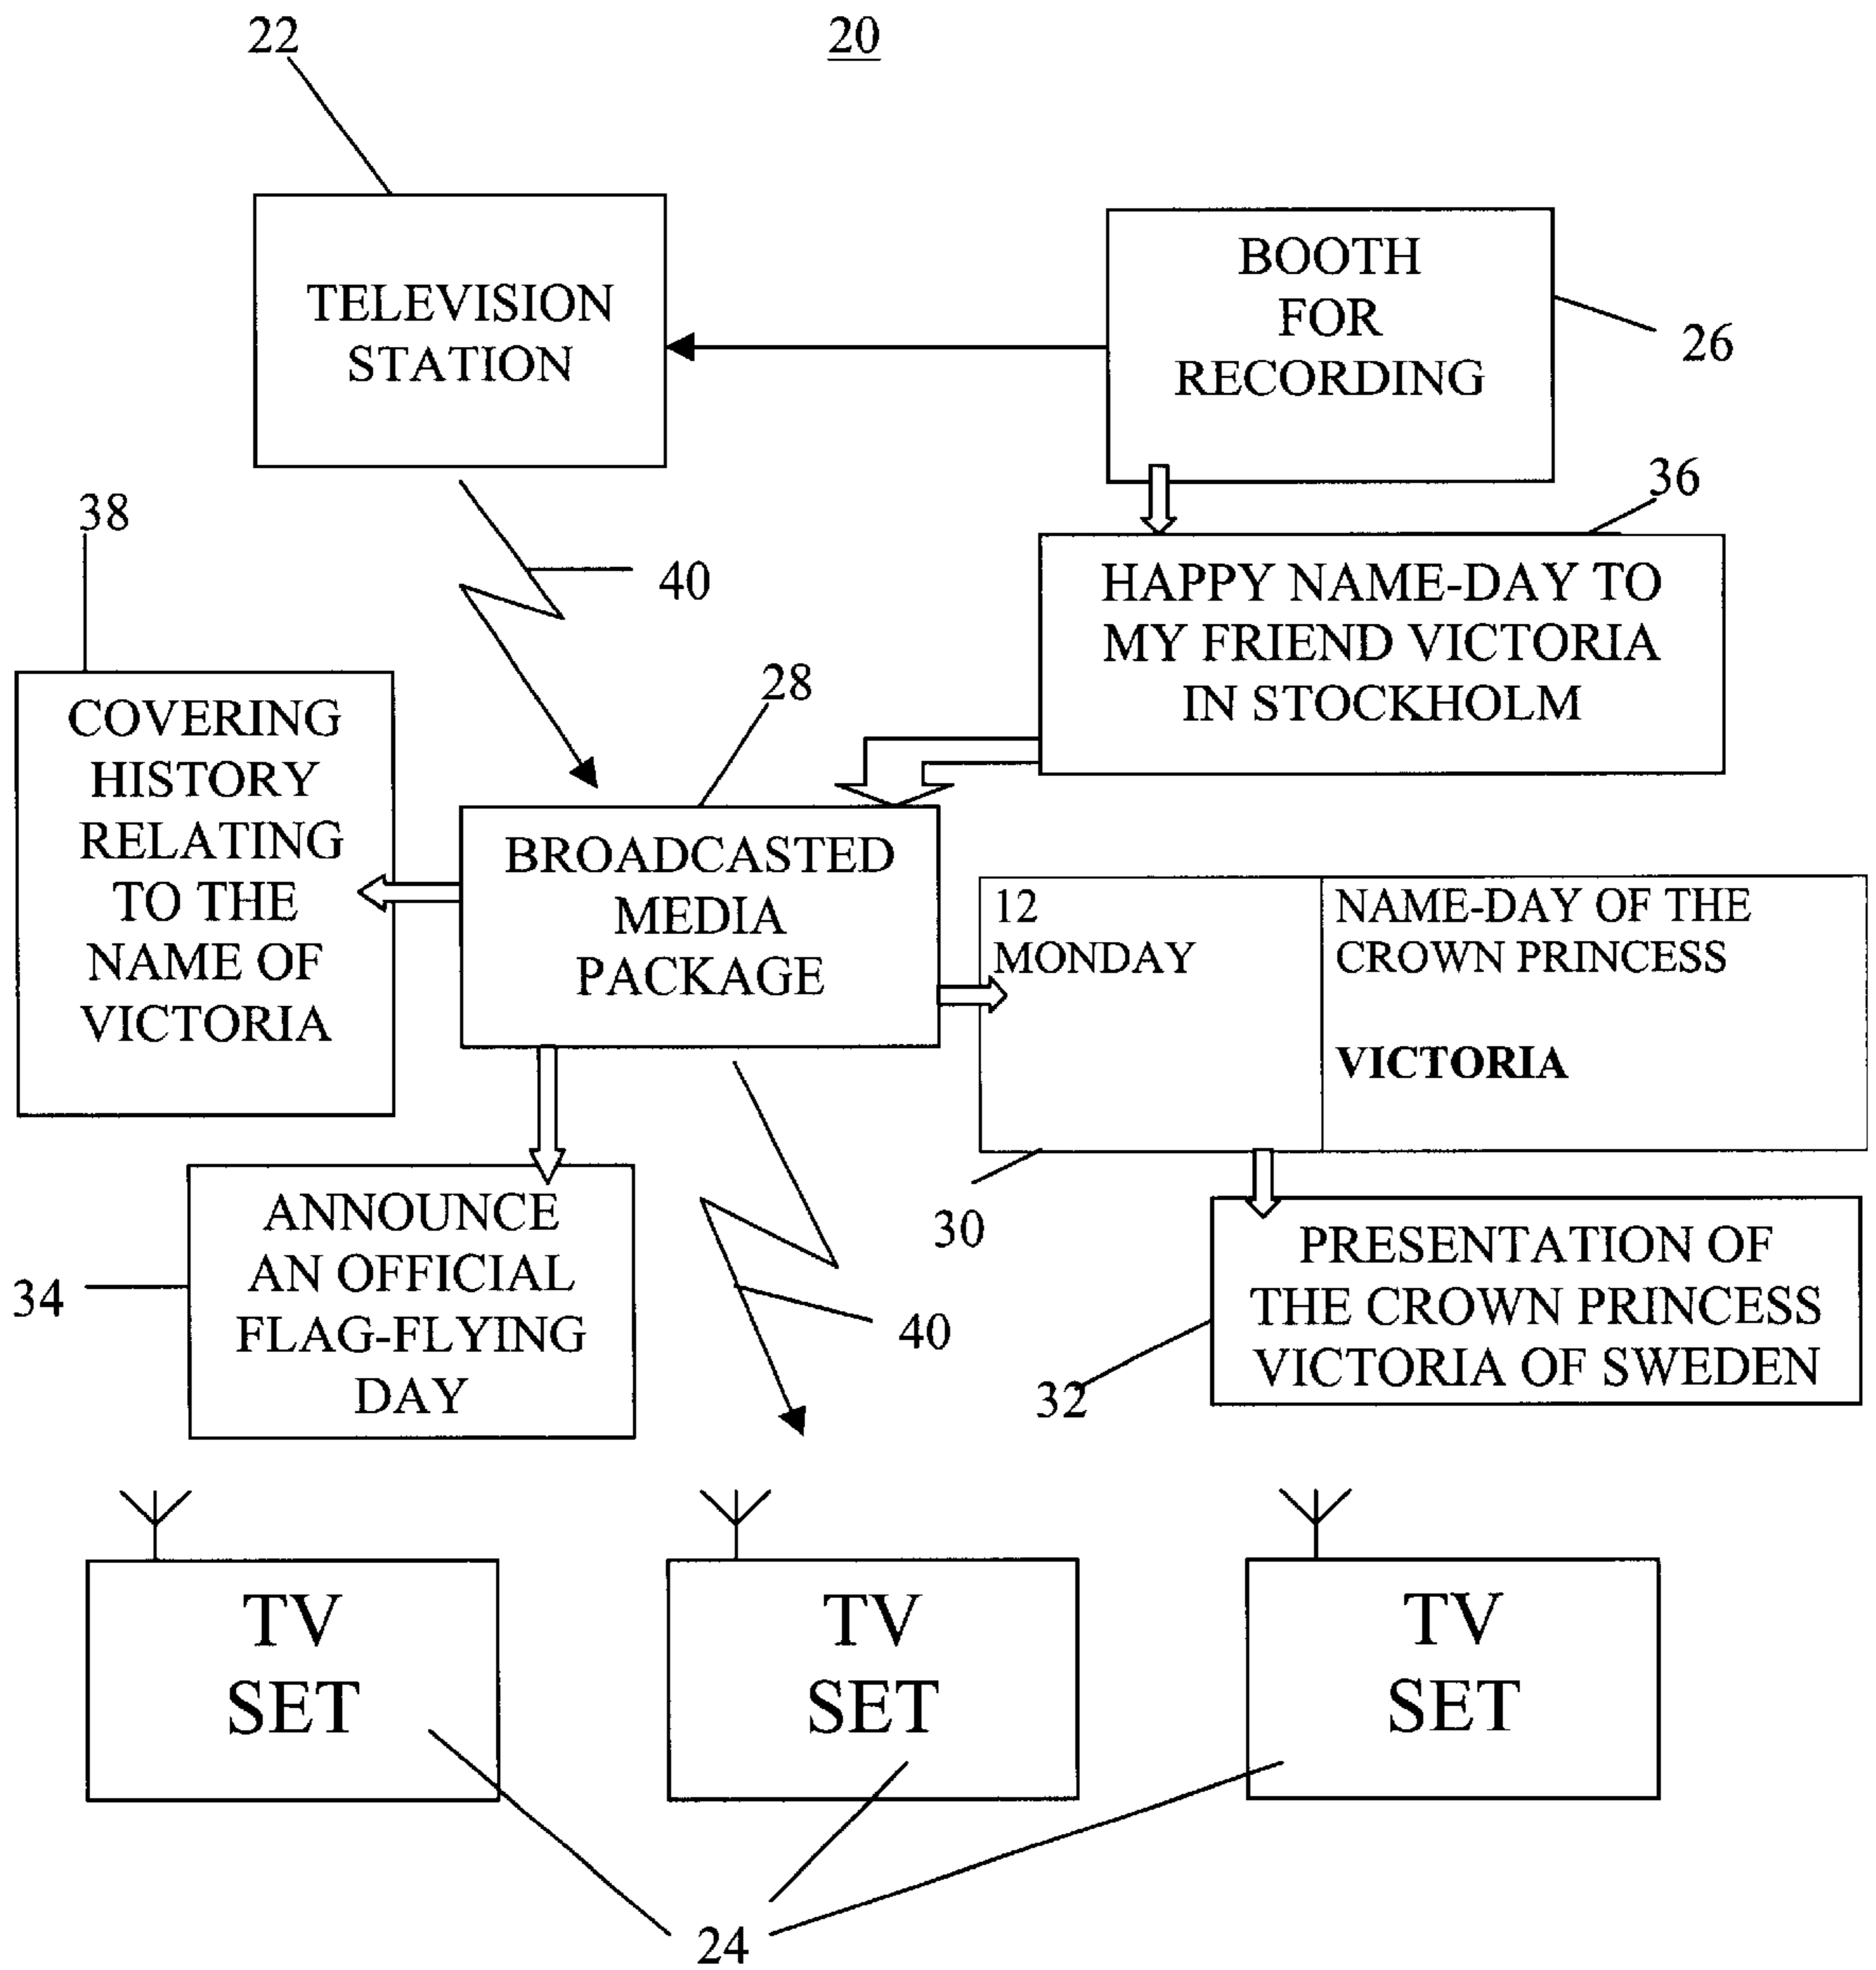 22
20
TELEVISION
STATION
BOOTH
FOR
RECORDING
26
36
38
40
HAPPY NAME-DAY TO
MY FRIEND VICTORIA
IN STOCKHOLM
28
COVERING
HISTORY
RELATING
TO THE
NAME OF
VICTORIA
BROADCASTED
MEDIA
PACKAGE
12
MONDAY
NAME-DAY OF THE
CROWN PRINCESS
VICTORIA
30
34
ANNOUNCE
AN OFFICIAL
FLAG-FLYING
DAY
40
PRESENTATION OF
THE CROWN PRINCESS
VICTORIA OF SWEDEN
32
TV
SET
TV
SET
TV
SET
24